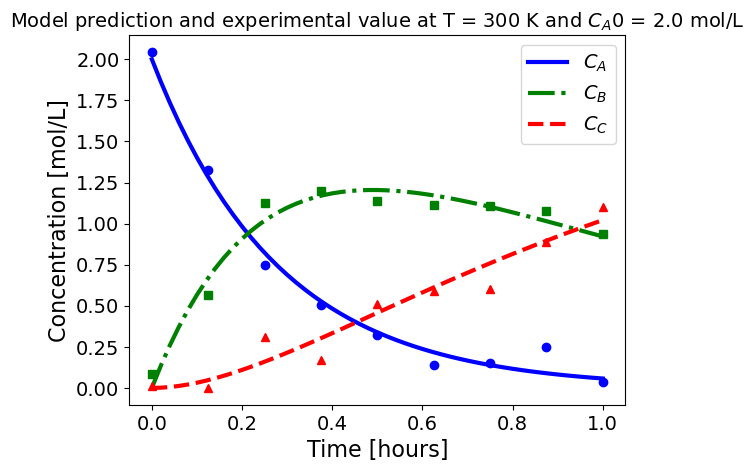 Model prediction and experimental value at T = 300 K and $C_A$0 = 2.0 mol/L
$C_A$
$C_B$
$C_C$
Concentration [mol/L]
2.00
1.75
1.50
1.25
1.00
0.75
0.50
0.25
0.00
0.0 0.2 0.4 0.6 0.8 1.0
Time [hours]